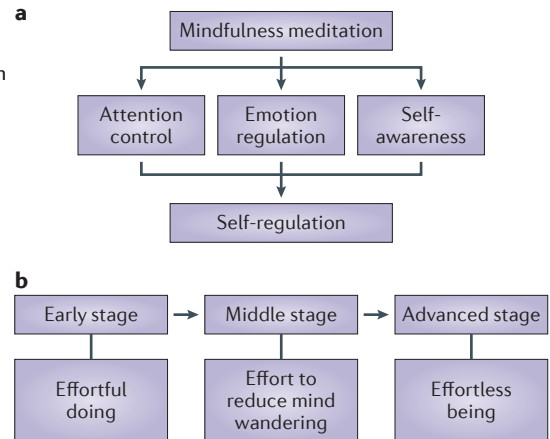 a
Mindfulness meditation
n
Attention
control
Emotion
regulation
Self-
awareness
Self-regulation
b
Early stage
Middle stage
Advanced stage
Effortful
doing
Effort to
reduce mind
wandering
Effortless
being